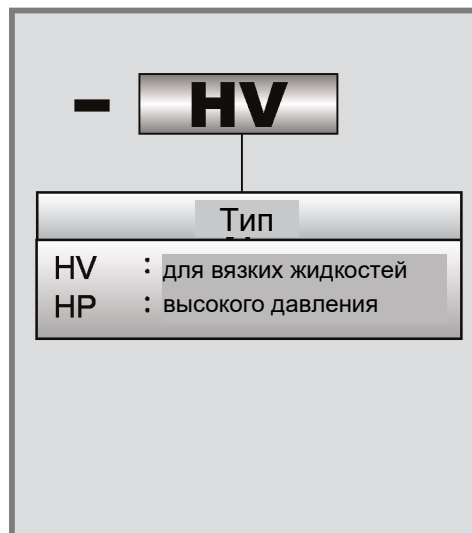 - HV
Тип
HV : для вязких жидкостей
HP : высокого давления